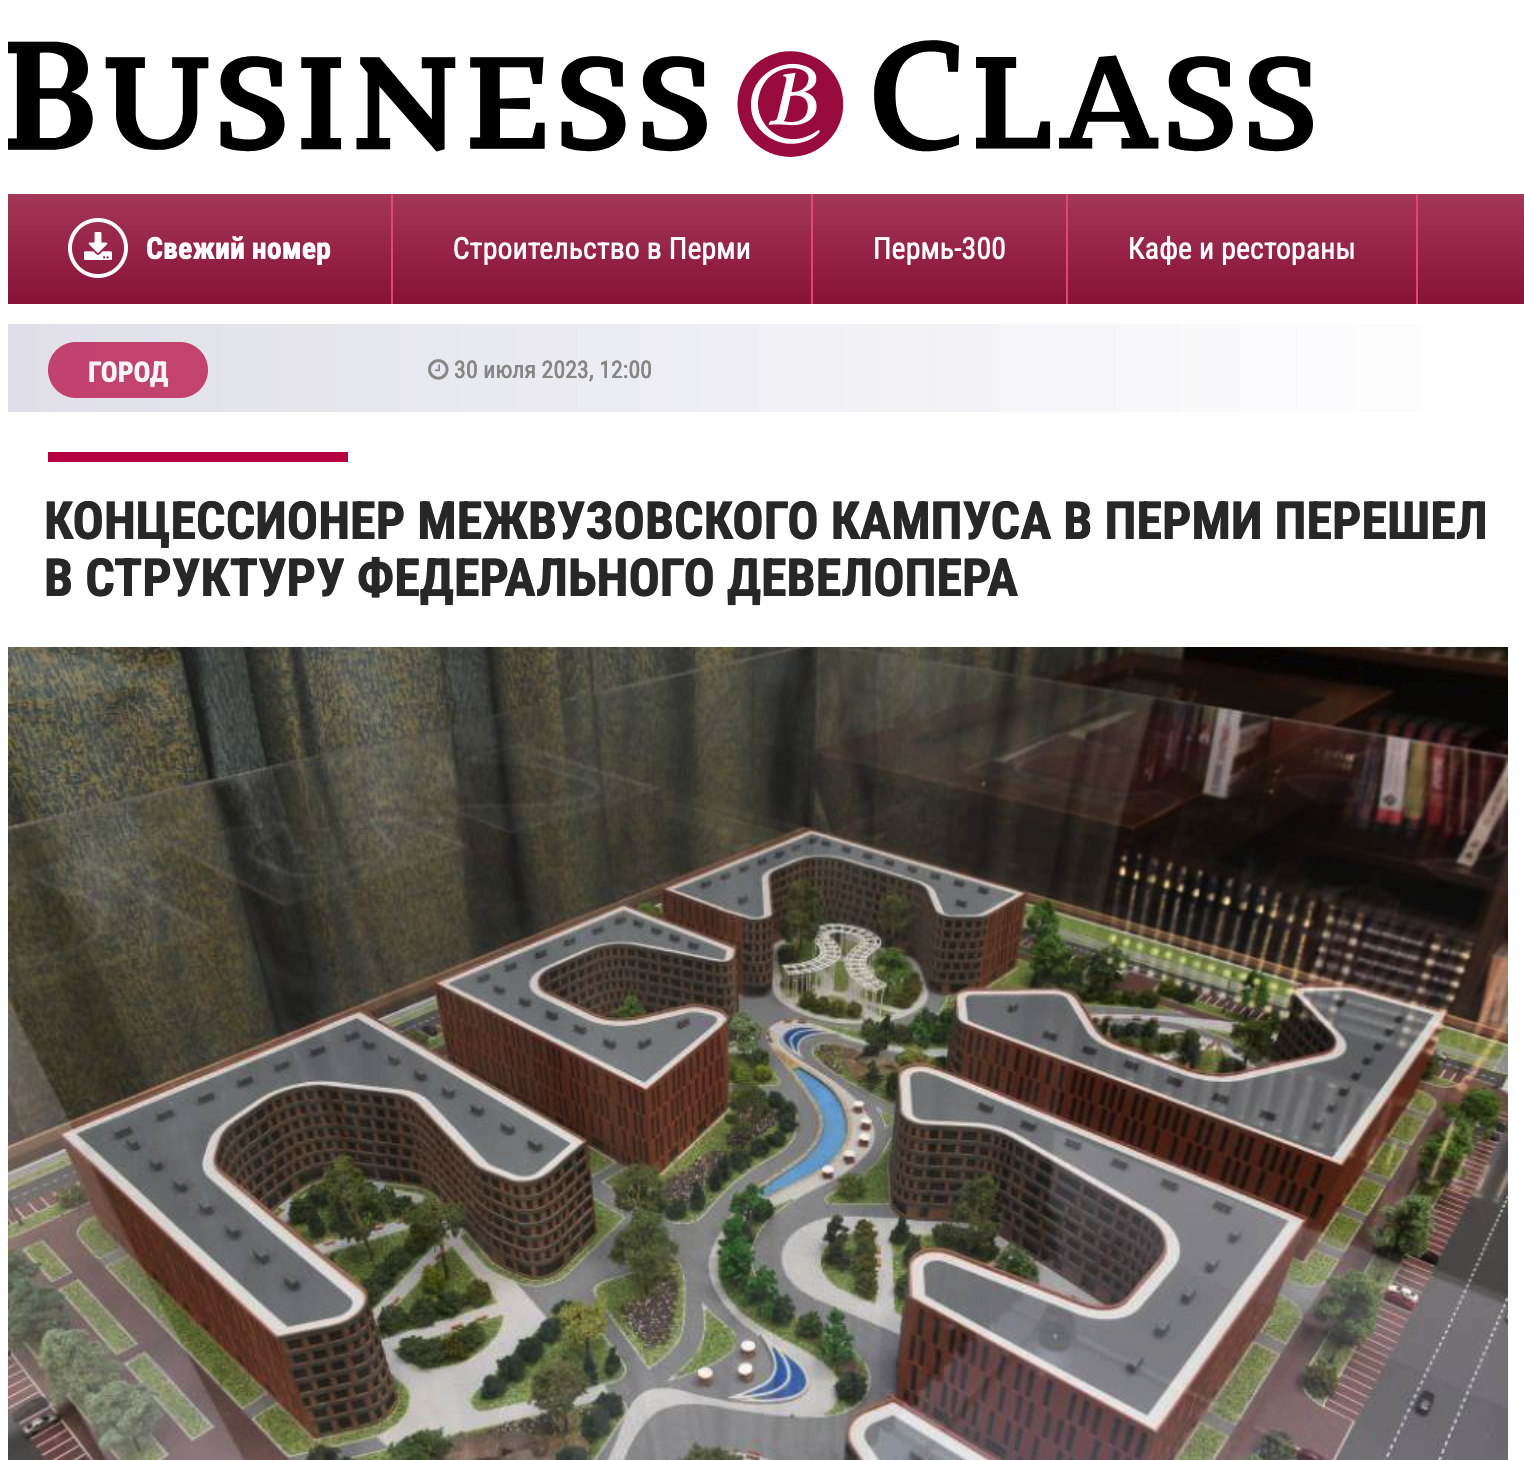 BUSINESS B CLASS
Свежий номер
Строительство в Перми
Пермь-300
Кафе и рестораны
ГОРОД
30 июля 2023, 12:00
КОНЦЕССИОНЕР МЕЖВУЗОВСКОГО КАМПУСА В ПЕРМИ ПЕРЕШЕЛ
В СТРУКТУРУ ФЕДЕРАЛЬНОГО ДЕВЕЛОПЕРА